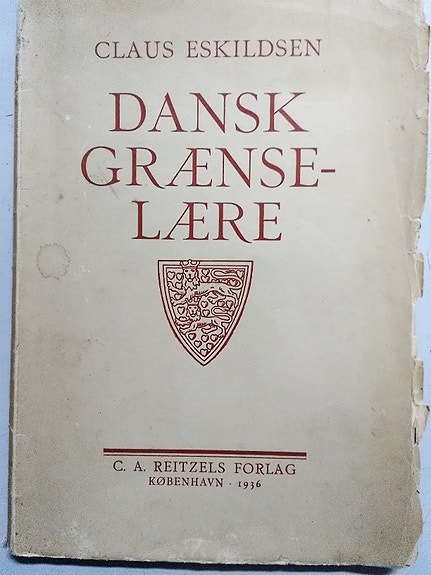 CLAUS ESKILDSEN
DANSK
GRÆNSE-
LÆRE
C. A. REITZELS FORLAG
KØBENHAVN · 1936